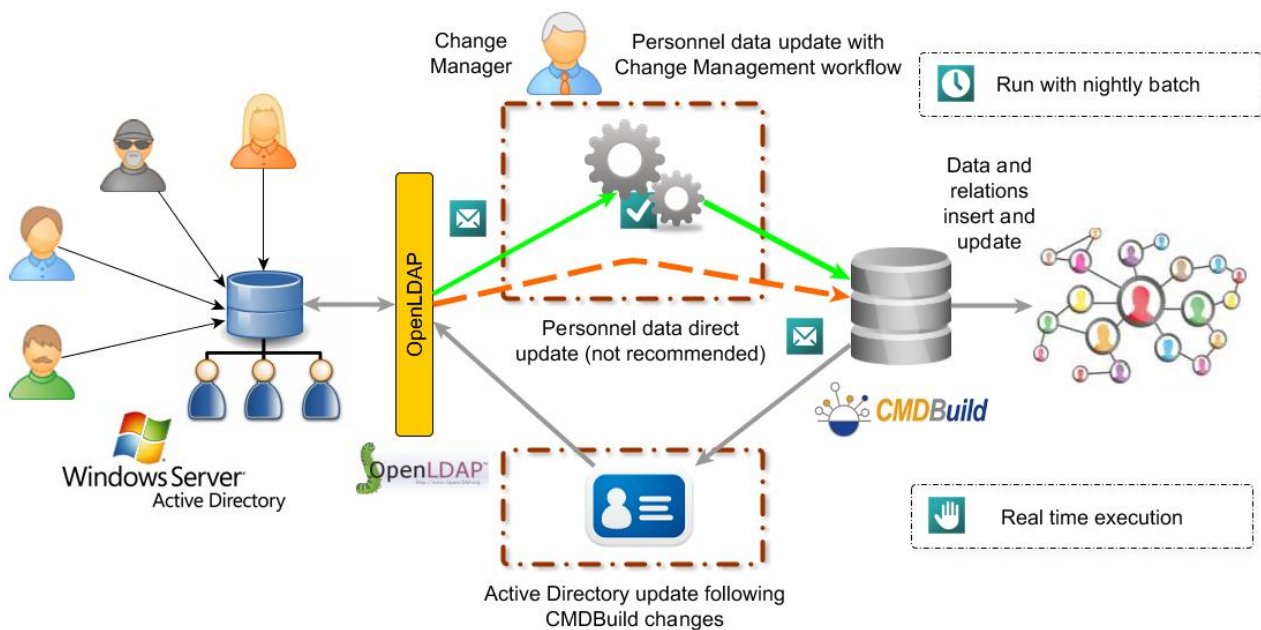 Change
Manager
Personnel data update with
Change Management workflow
Run with nightly batch
Data and
relations
insert and
update
OpenLDAP
Personnel data direct
update (not recommended)
CMDBuild
Windows Server
Active Directory
OpenLDAP
Real time execution
Active Directory update following
CMDBuild changes